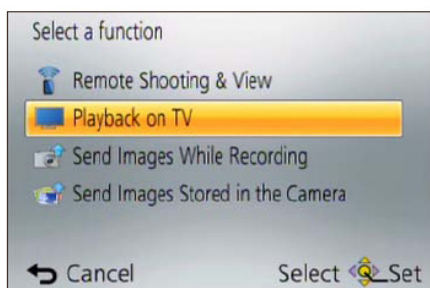 Select a function
Remote Shooting & View
Playback on TV
Send Images While Recording
Send Images Stored in the Camera
Cancel Select Set